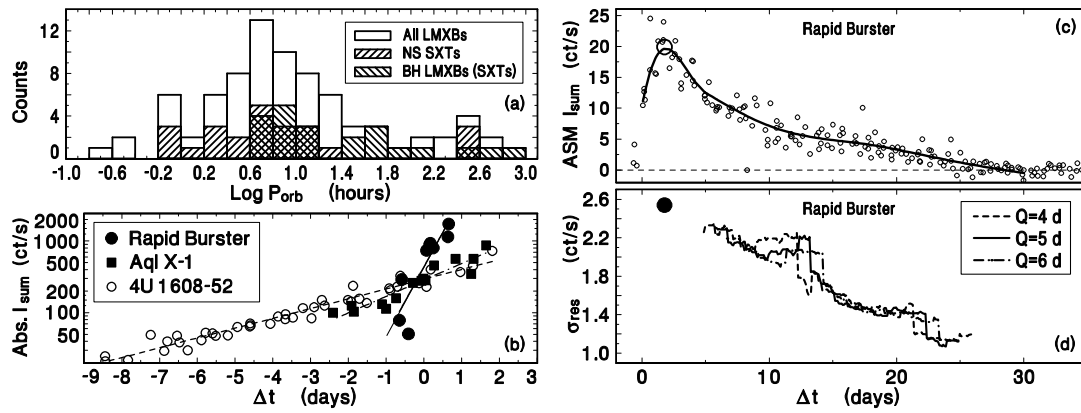 Counts
12
8
4
0
All LMXBs
NS SXTs
BH LMXBs (SXTs)
(a)
-1.0 -0.6 -0.2 0.2 0.6 1.0 1.4 1.8 2.2 2.6 3.0
Log Porb (hours)
Abs. Isum (ct/s)
2000
1000
500
300
100
50
Rapid Burster
Aql X-1
4U 1608-52
(b)
-9 -8 -7 -6 -5 -4 -3 -2 -1 0 1 2 3
Δt (days)
ASM Isum (ct/s)
25
20
15
10
5
0
Rapid Burster
(c)
σres (ct/s)
2.6
2.2
1.8
1.4
1.0
Rapid Burster
Q=4 d
Q=5 d
Q=6 d
(d)
0 10 20 30
Δt (days)